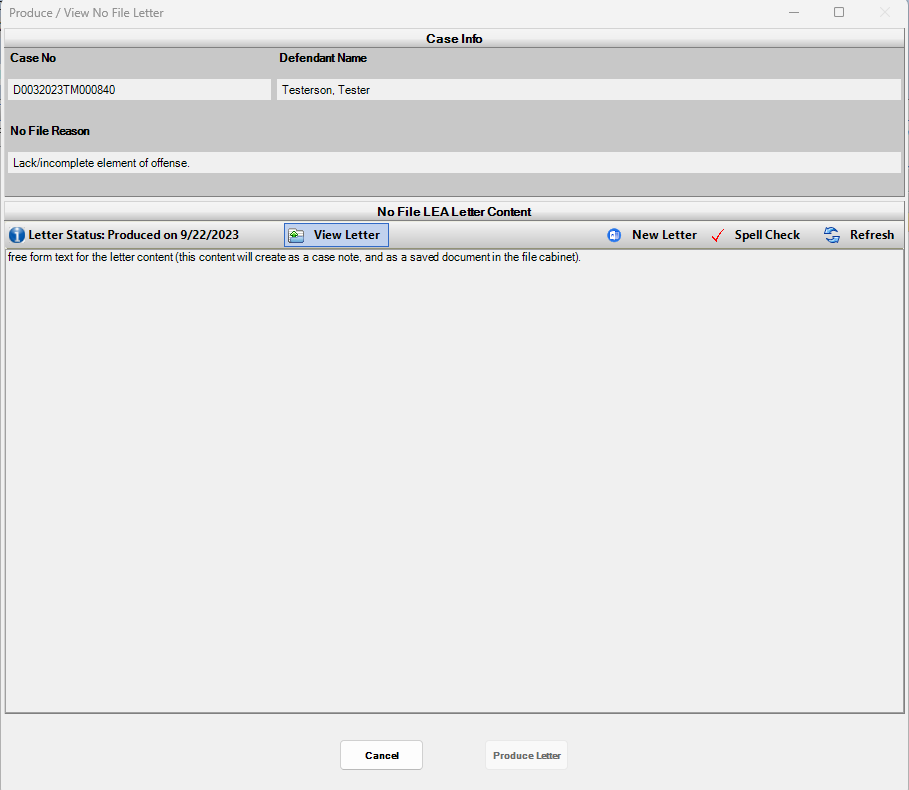 Produce / View No File Letter
Case Info
Case No Defendant Name
D0032023TM000840 Testerson, Tester
No File Reason
Lack/incomplete element of offense.
No File LEA Letter Content
Letter Status: Produced on 9/22/2023 View Letter New Letter Spell Check Refresh
free form text for the letter content (this content will create as a case note, and as a saved document in the file cabinet).
Cancel Produce Letter